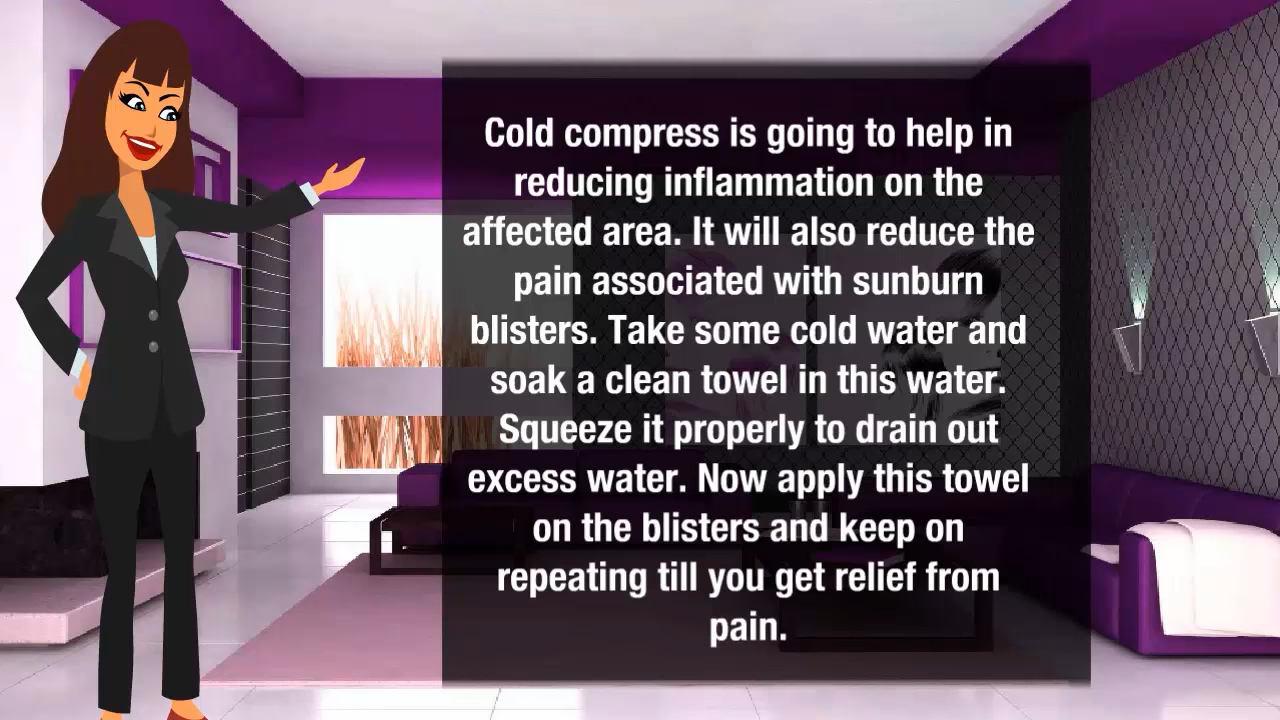 Cold compress is going to help in
reducing inflammation on the
affected area. It will also reduce the
pain associated with sunburn
blisters. Take some cold water and
soak a clean towel in this water.
Squeeze it properly to drain out
excess water. Now apply this towel
on the blisters and keep on
repeating till you get relief from
pain.